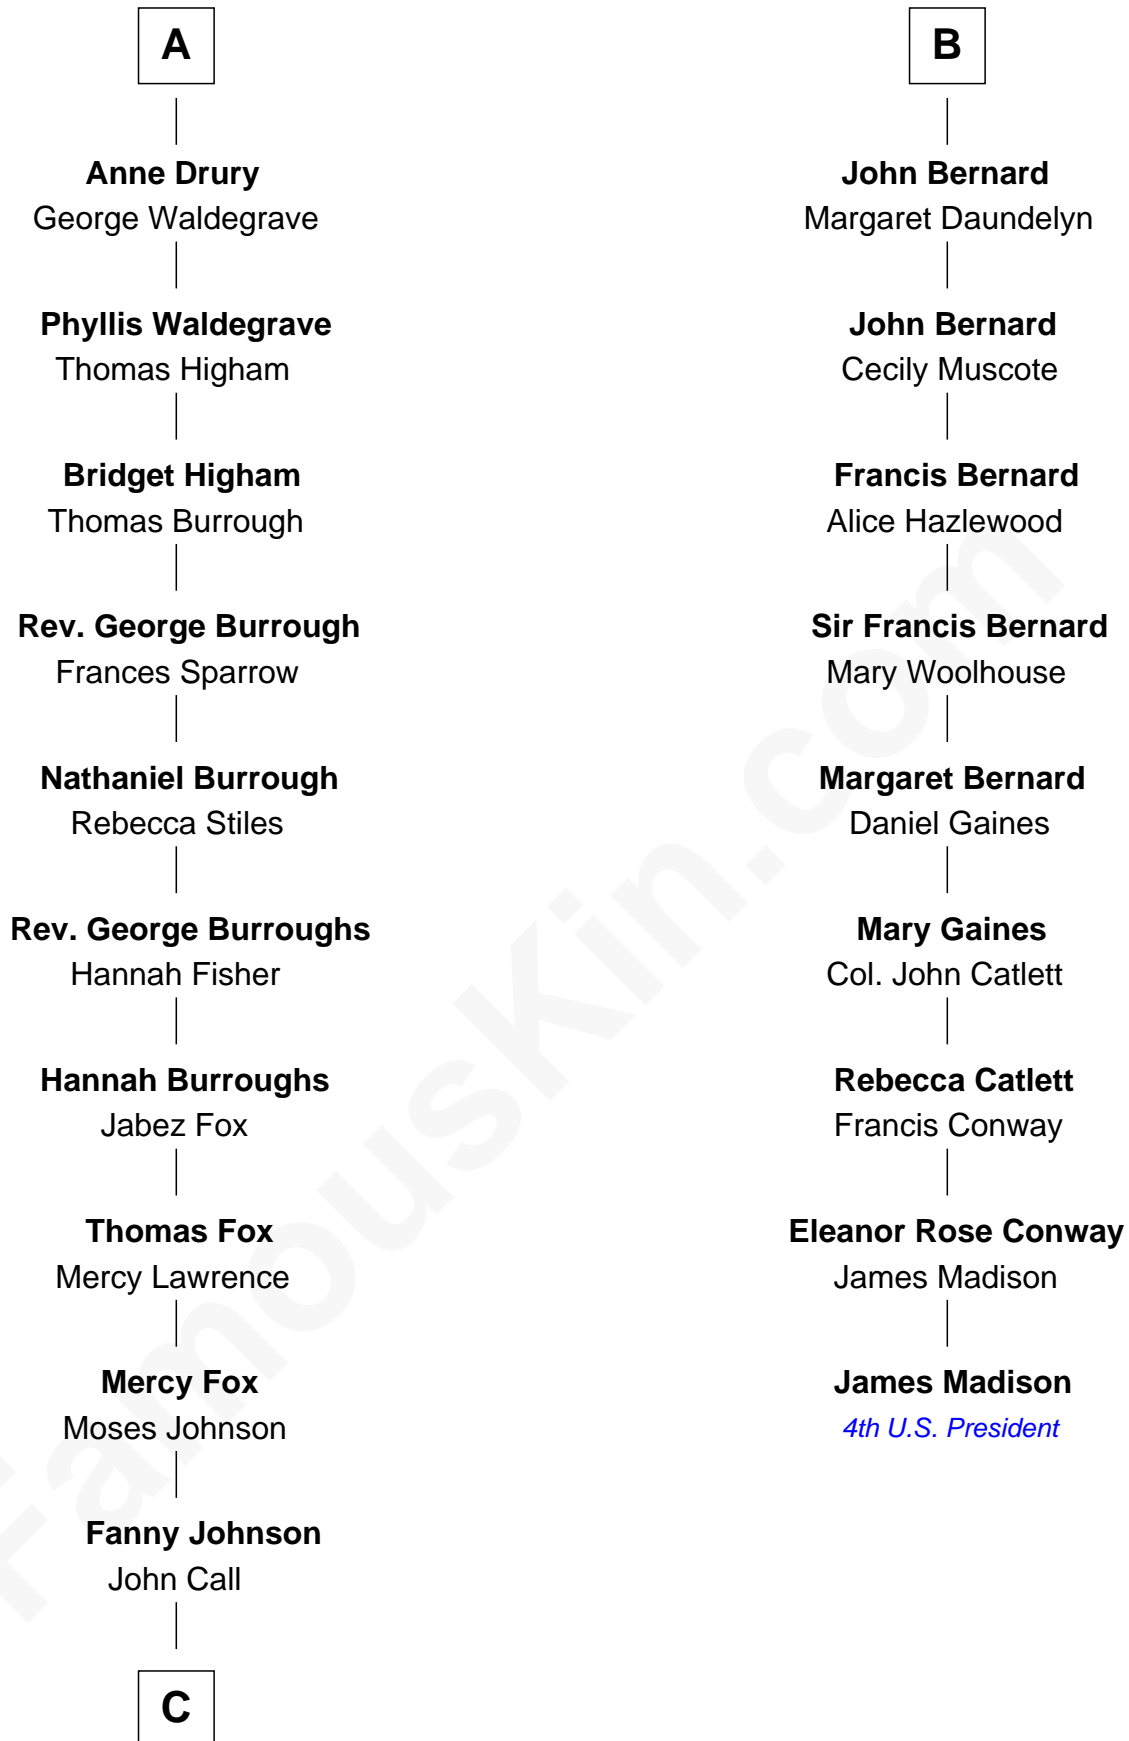 A
Anne Drury
George Waldegrave
Phyllis Waldegrave
Thomas Higham
Bridget Higham
Thomas Burrough
Rev. George Burrough
Frances Sparrow
Nathaniel Burrough
Rebecca Stiles
Rev. George Burroughs
Hannah Fisher
Hannah Burroughs
Jabez Fox
Thomas Fox
Mercy Lawrence
Mercy Fox
Moses Johnson
Fanny Johnson
John Call
C
B
John Bernard
Margaret Daundelyn
John Bernard
Cecily Muscote
Francis Bernard
Alice Hazlewood
Sir Francis Bernard
Mary Woolhouse
Margaret Bernard
Daniel Gaines
Mary Gaines
Col. John Catlett
Rebecca Catlett
Francis Conway
Eleanor Rose Conway
James Madison
James Madison
4th U.S. President
FamousKin.com